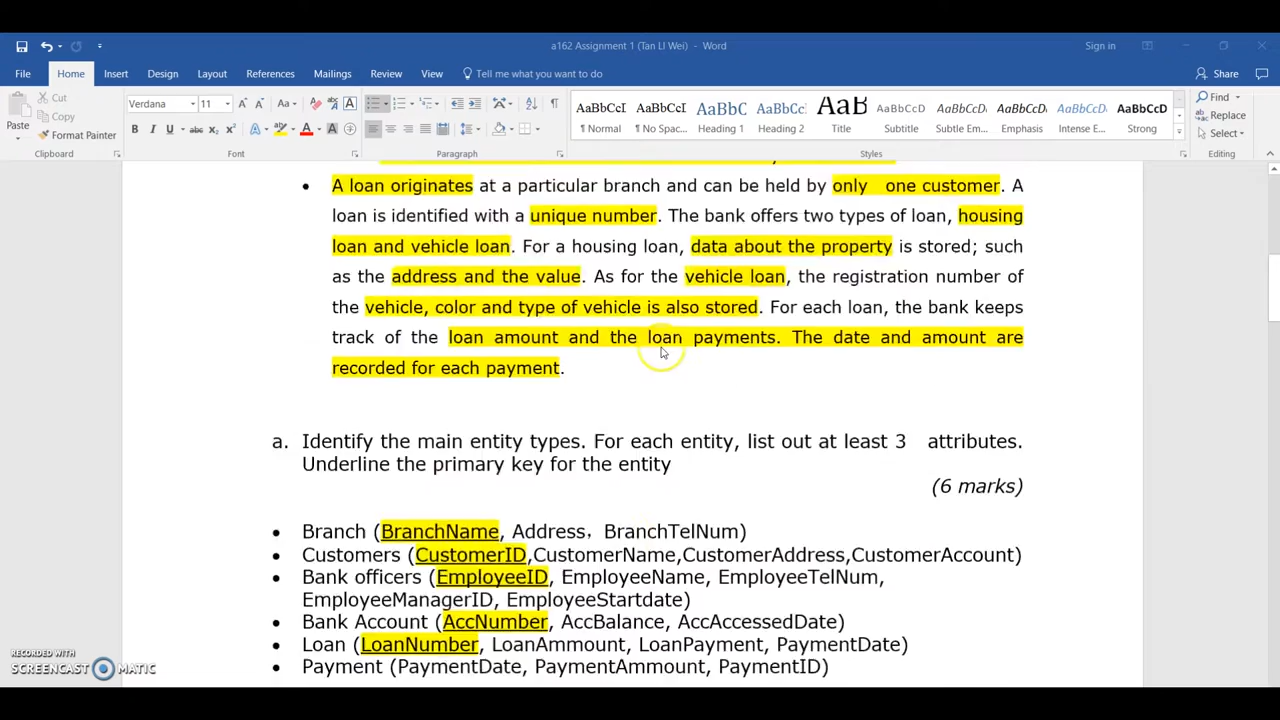 a162 Assignment 1 (Tan LI Wei) - Word
Sign in
File Home Insert Design Layout References Mailings Review View Tell me what you want to do Share
Paste
Cut
Copy
Format Painter
Verdana 11
Find
Replace
Select
AaBbCcI AaBbCcI AaBbC AaBbCc AaB AaBbCcD AaBbCcD AaBbCcD AaBbCcD AaBbCcD
¶ Normal ¶ No Spac... Heading 1 Heading 2 Title Subtitle Subtle Em... Emphasis Intense E... Strong
Clipboard Font Paragraph Styles Editing
• A loan originates at a particular branch and can be held by only one customer. A
loan is identified with a unique number. The bank offers two types of loan, housing
loan and vehicle loan. For a housing loan, data about the property is stored; such
as the address and the value. As for the vehicle loan, the registration number of
the vehicle, color and type of vehicle is also stored. For each loan, the bank keeps
track of the loan amount and the loan payments. The date and amount are
recorded for each payment.
a. Identify the main entity types. For each entity, list out at least 3 attributes.
Underline the primary key for the entity
(6 marks)
• Branch (BranchName, Address, BranchTelNum)
• Customers (CustomerID,CustomerName,CustomerAddress,CustomerAccount)
• Bank officers (EmployeeID, EmployeeName, EmployeeTelNum,
EmployeeManagerID, EmployeeStartdate)
• Bank Account (AccNumber, AccBalance, AccAccessedDate)
• Loan (LoanNumber, LoanAmmount, LoanPayment, PaymentDate)
• Payment (PaymentDate, PaymentAmmount, PaymentID)
RECORDED WITH
SCREENCAST MATIC